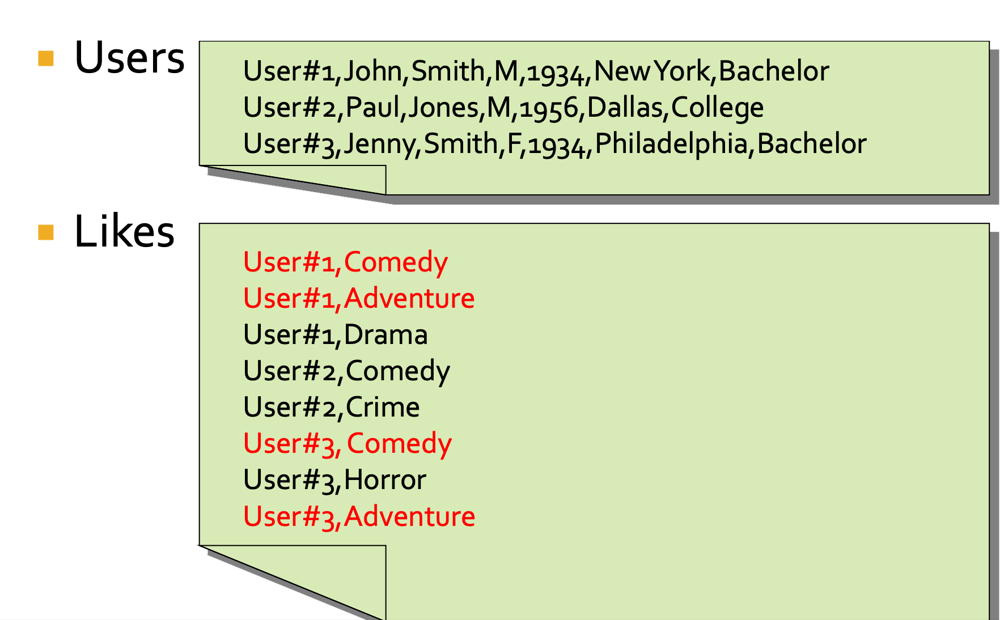 Users
User#1,John,Smith,M,1934,New York,Bachelor
User#2,Paul,Jones,M,1956,Dallas,College
User#3,Jenny,Smith,F,1934,Philadelphia,Bachelor
Likes
User#1,Comedy
User#1,Adventure
User#1,Drama
User#2,Comedy
User#2,Crime
User#3, Comedy
User#3,Horror
User#3,Adventure